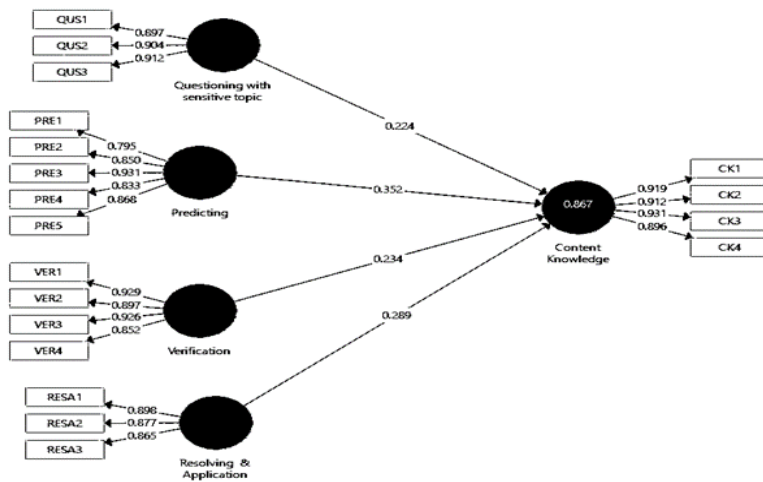 QUS1
0.897
QUS2
0.904
QUS3
0.912
Questioning with
sensitive topic
0.224
PRE1
0.795
PRE2
0.850
PRE3
0.931
PRE4
0.833
PRE5
0.868
Predicting
0.352
CK1
0.919
CK2
0.912
CK3
0.931
CK4
0.896
0.867
Content
Knowledge
VER1
0.929
VER2
0.897
VER3
0.926
VER4
0.852
Verification
0.234
0.289
RESA1
0.898
RESA2
0.877
RESA3
0.865
Resolving &
Application